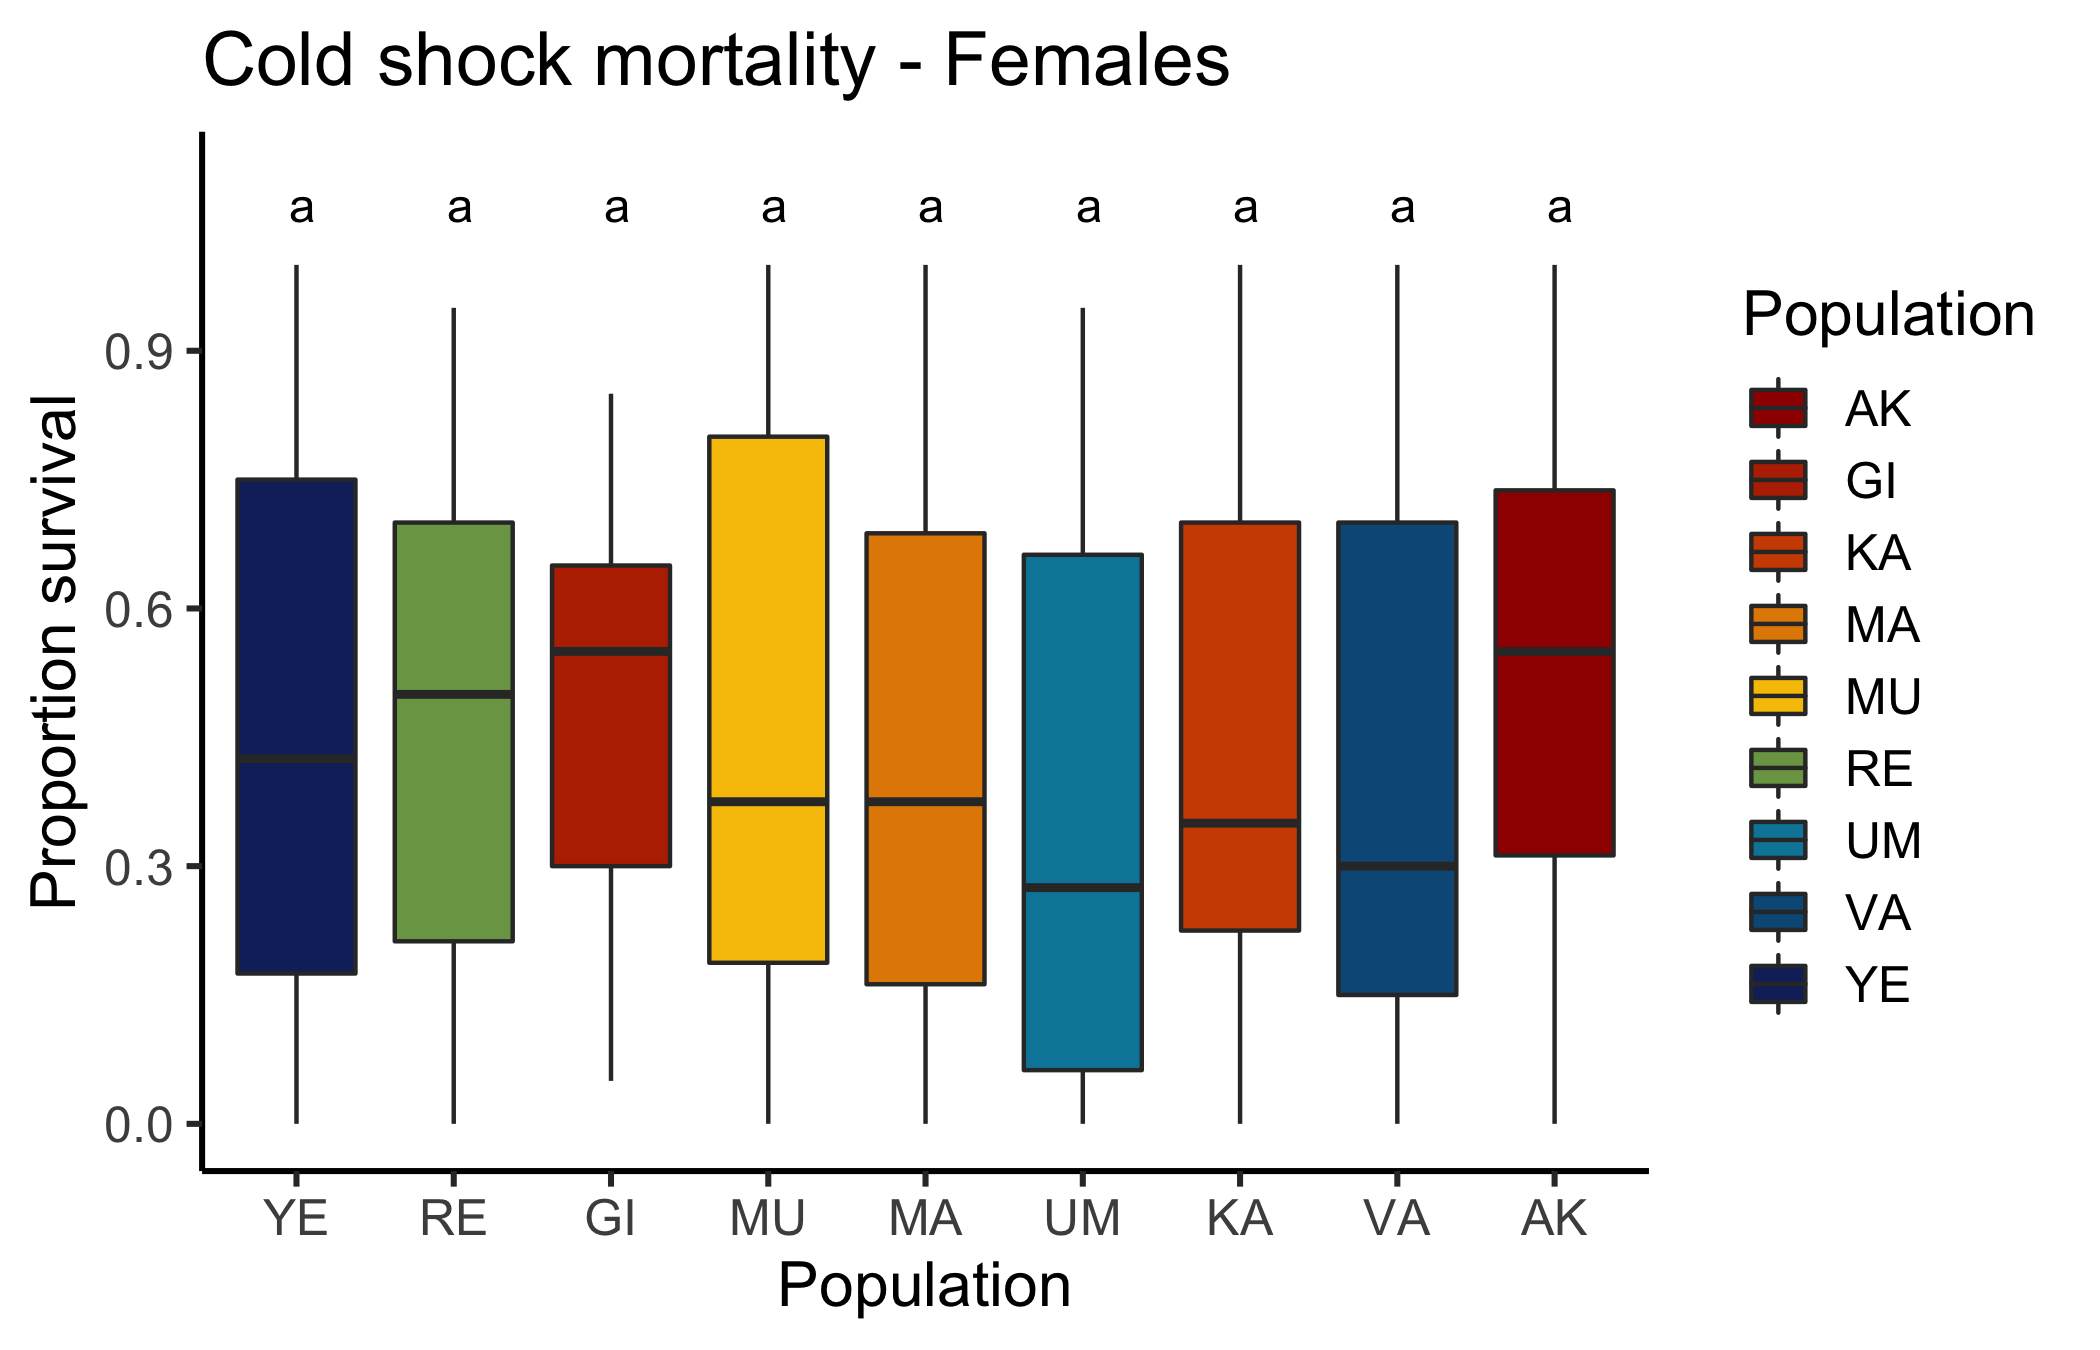 Cold shock mortality - Females
a a a a a a a a a
0.9
0.6
0.3
0.0
Proportion survival
YE RE GI MU MA UM KA VA AK
Population
Population
AK
GI
KA
MA
MU
RE
UM
VA
YE